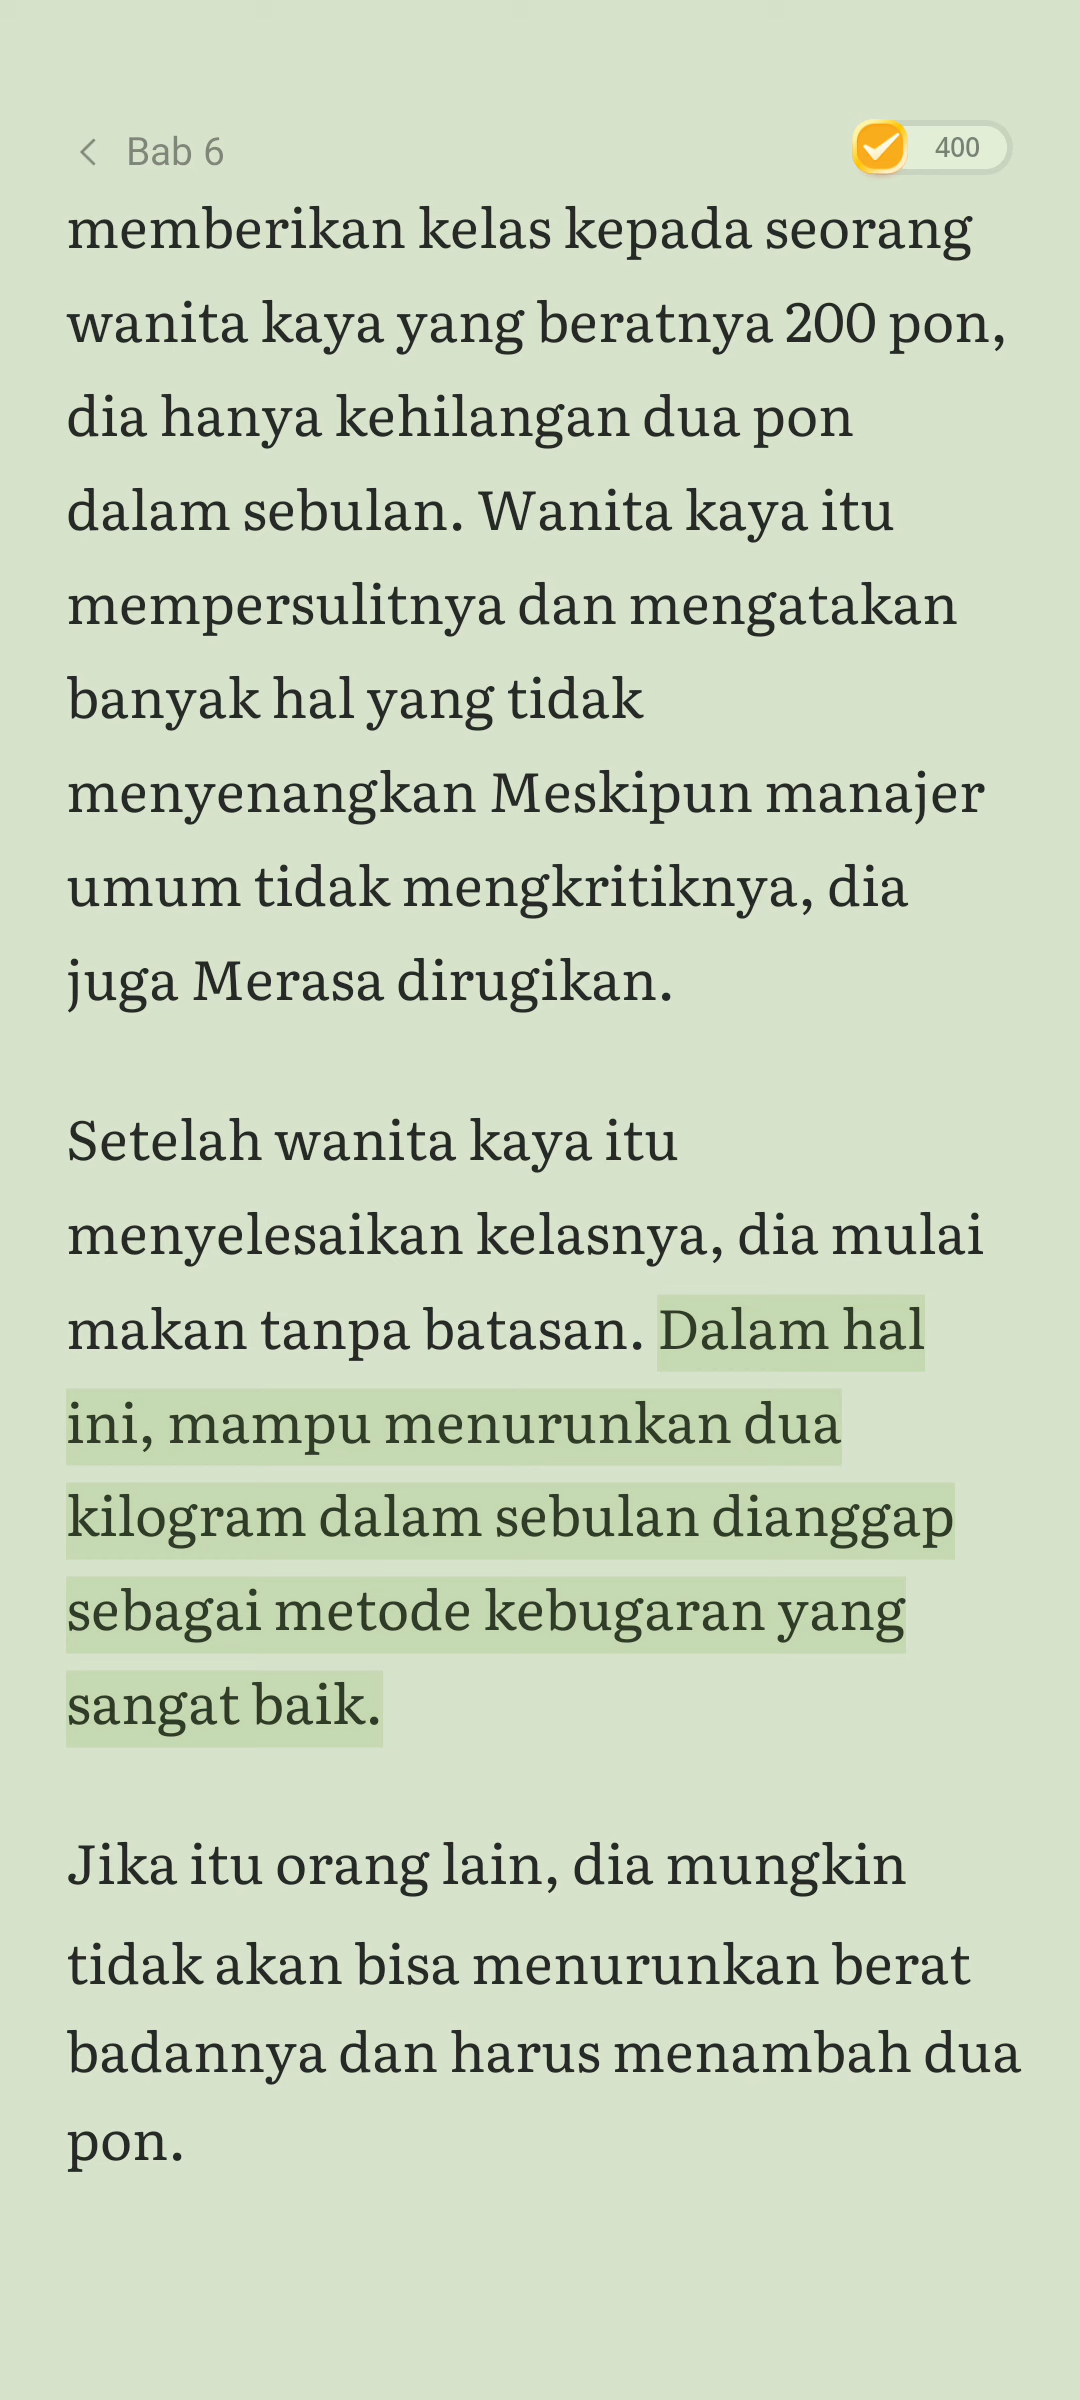 Bab 6
400
memberikan kelas kepada seorang
wanita kaya yang beratnya 200 pon,
dia hanya kehilangan dua pon
dalam sebulan. Wanita kaya itu
mempersulitnya dan mengatakan
banyak hal yang tidak
menyenangkan Meskipun manajer
umum tidak mengkritiknya, dia
juga Merasa dirugikan.
Setelah wanita kaya itu
menyelesaikan kelasnya, dia mulai
makan tanpa batasan. Dalam hal
ini, mampu menurunkan dua
kilogram dalam sebulan dianggap
sebagai metode kebugaran yang
sangat baik.
Jika itu orang lain, dia mungkin
tidak akan bisa menurunkan berat
badannya dan harus menambah dua
pon.